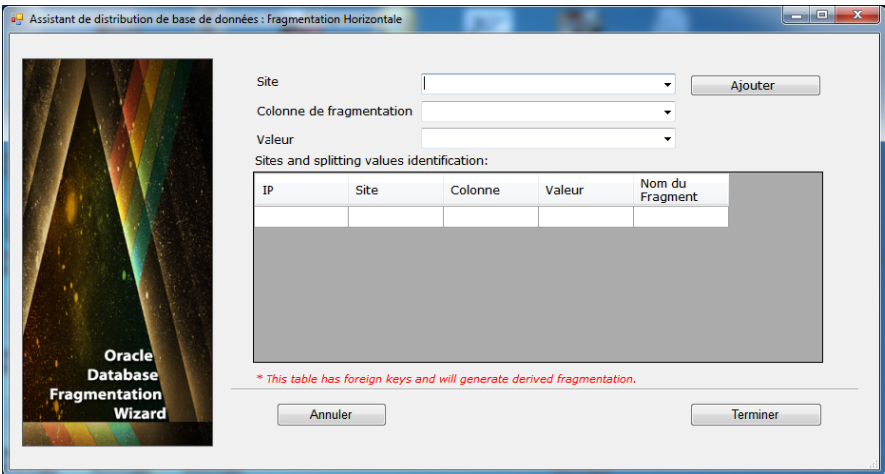 Assistant de distribution de base de données : Fragmentation Horizontale
Site
Ajouter
Colonne de fragmentation
Valeur
Sites and splitting values identification:
IP Site Colonne Valeur Nom du
Fragment
Oracle
Database
Fragmentation
Wizard
* This table has foreign keys and will generate derived fragmentation.
Annuler
Terminer